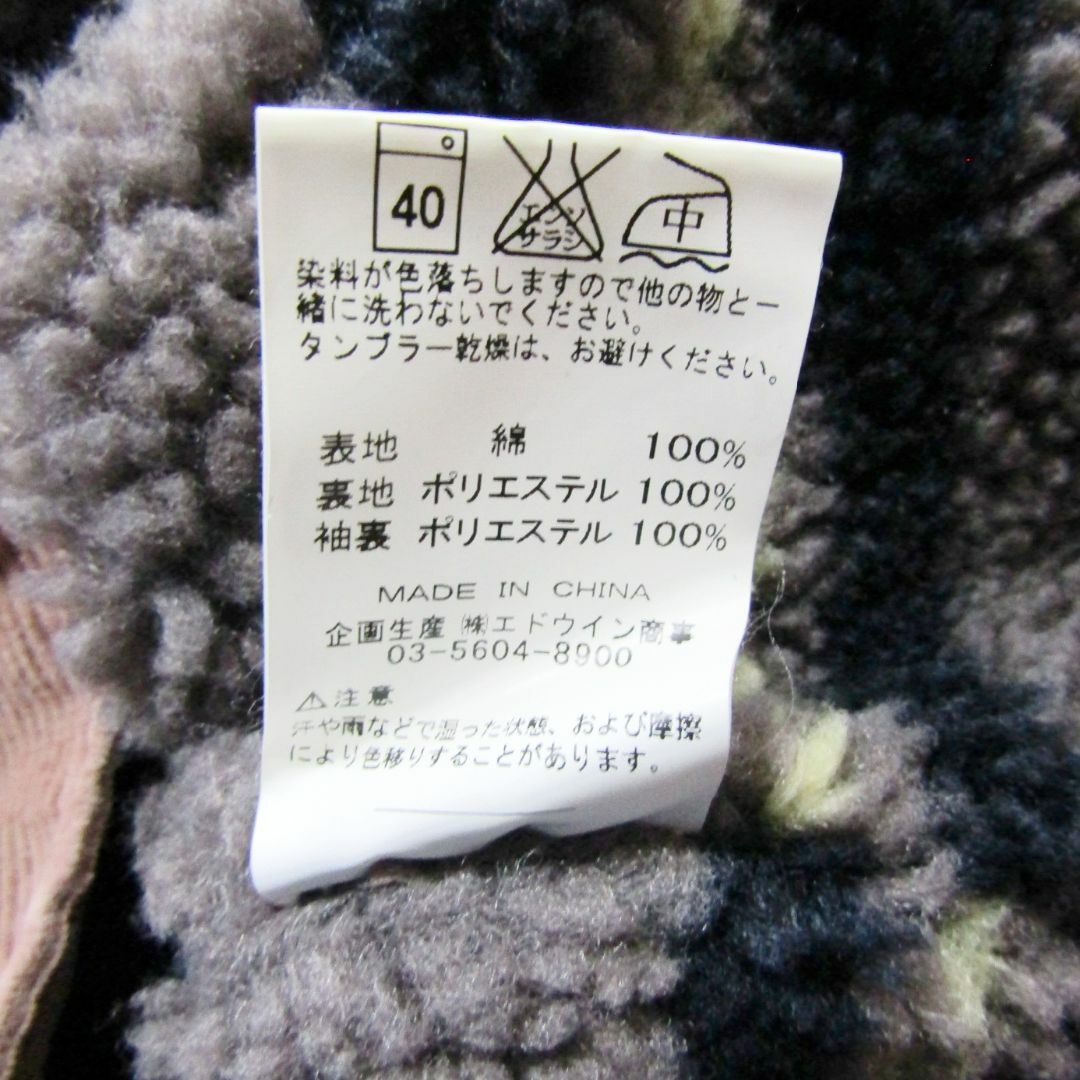 40
エンソ
サラシ
中
染料が色落ちしますので他の物と一
緒に洗わないでください。
タンブラー乾燥は、お避けください。
表地 綿 100%
裏地 ポリエステル 100%
袖裏 ポリエステル 100%
MADE IN CHINA
企画生産 ㈱エドウイン商事
03-5604-8900
⚠注意
汗や雨などで湿った状態、および摩擦
により色移りすることがあります。